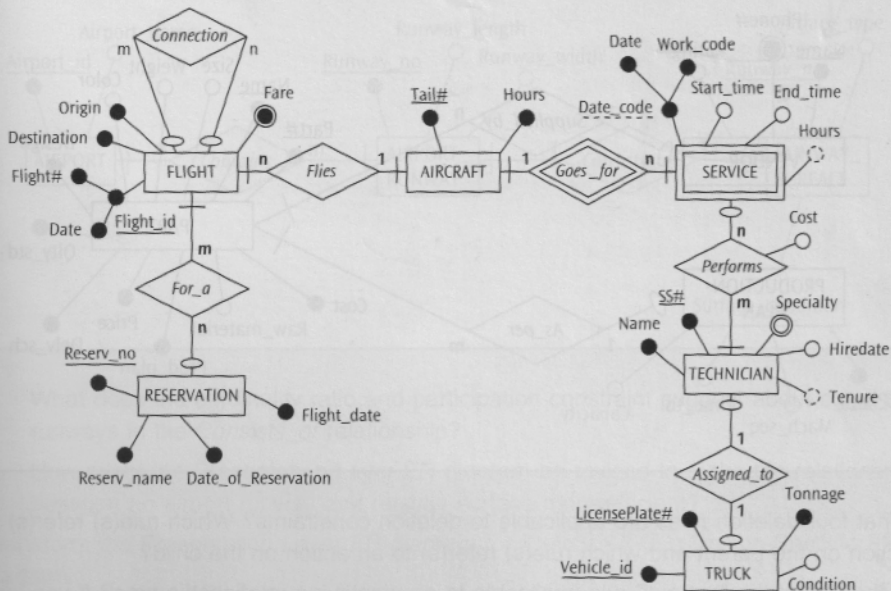 Connection
m
n
Fare
Origin
Destination
Flight#
Date
Flight_id
FLIGHT
n
Flies
1
Tail#
Hours
AIRCRAFT
1
Goes_for
n
Date
Work_code
Date_code
Start_time
End_time
Hours
SERVICE
n
Cost
Performs
m
SS#
Name
Specialty
Hiredate
TECHNICIAN
Tenure
1
Assigned_to
1
LicensePlate#
Tonnage
Vehicle_id
TRUCK
Condition
m
For_a
n
Reserv_no
RESERVATION
Flight_date
Reserv_name
Date_of_Reservation